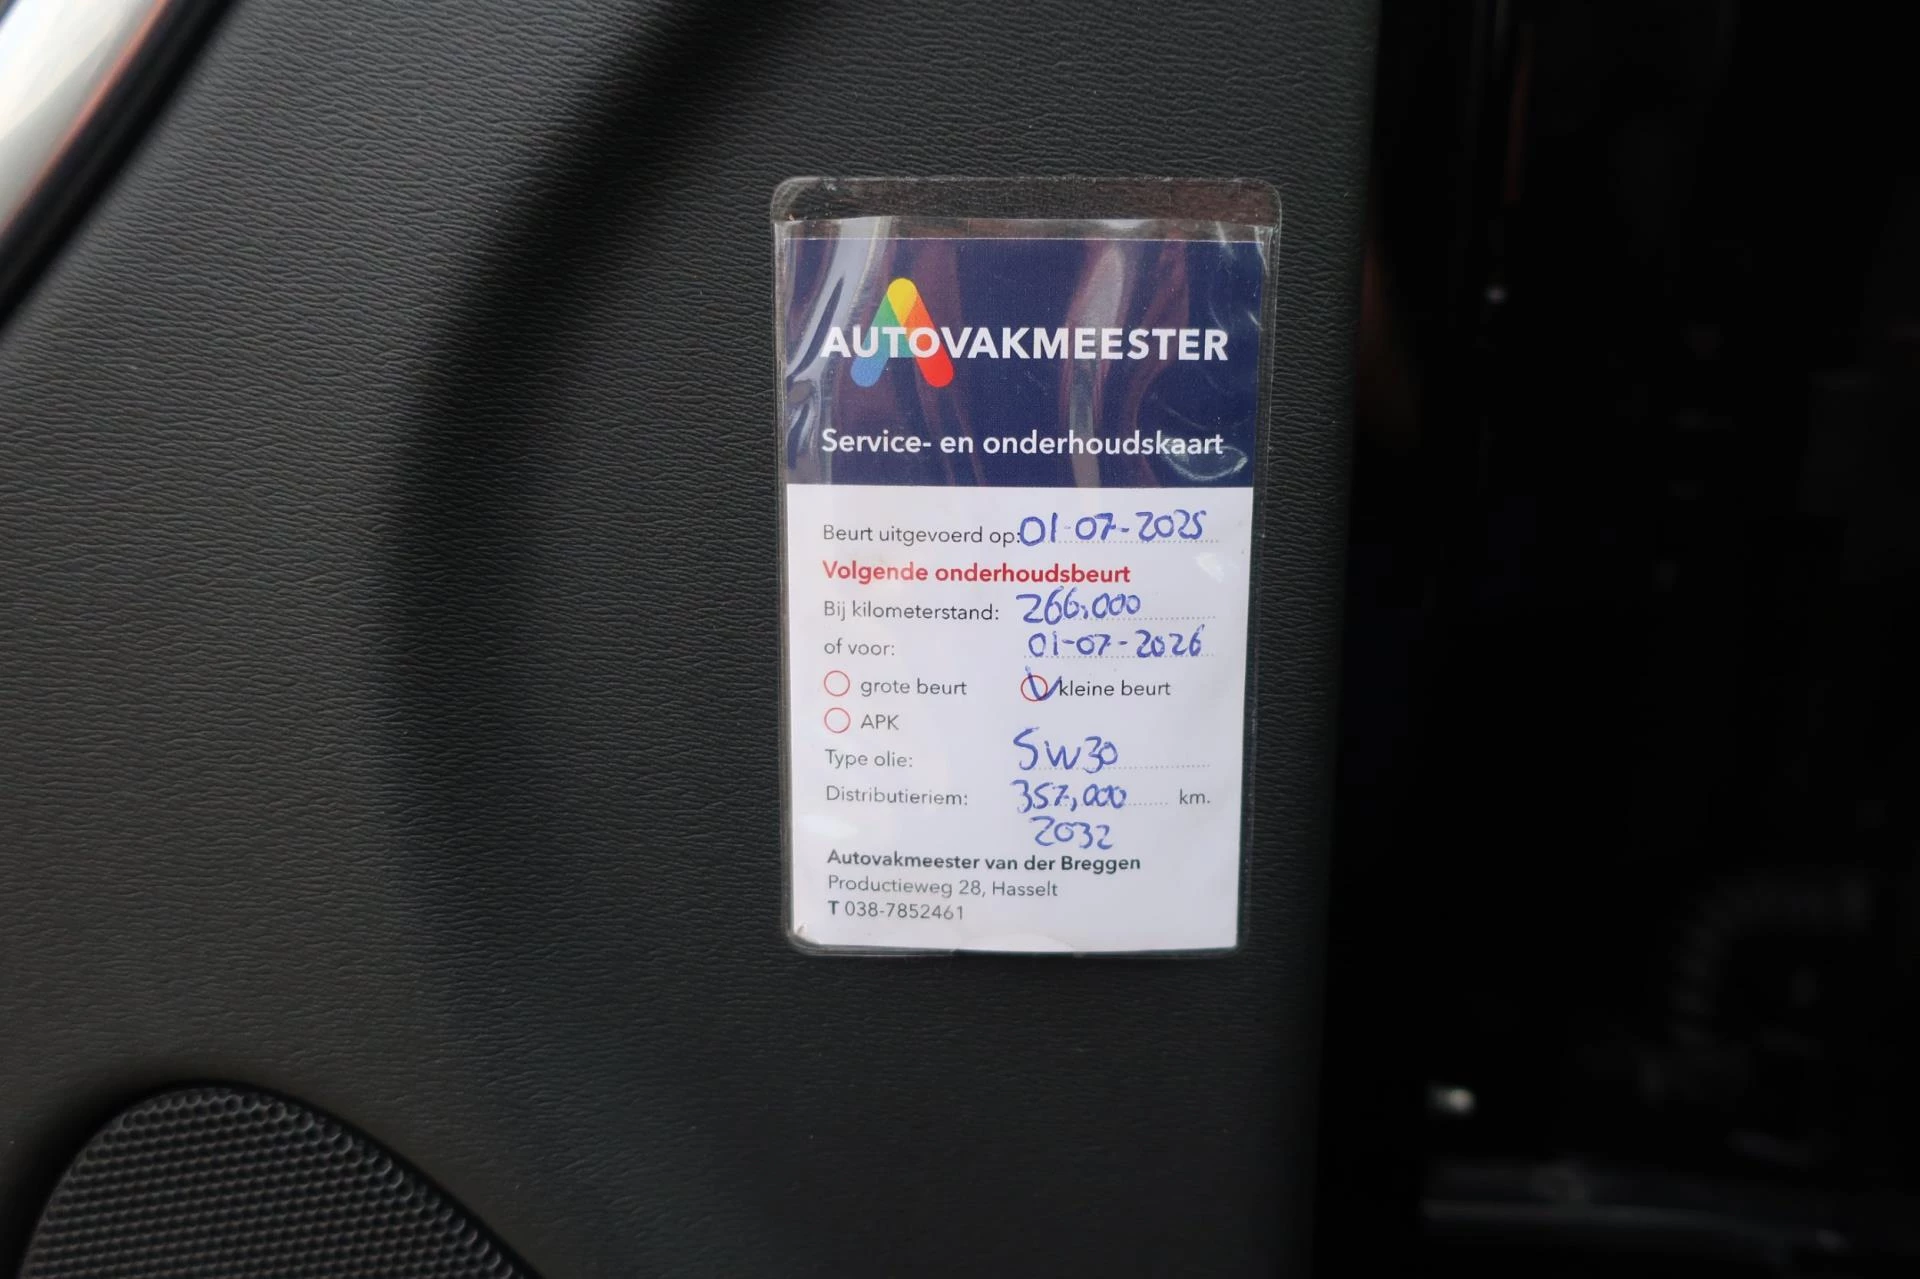 AUTOVAKMEESTER
Service- en onderhoudskaart
Beurt uitgevoerd op: 01-07-2025
Volgende onderhoudsbeurt
Bij kilometerstand: 266.000
of voor: 01-07-2026
grote beurt kleine beurt
APK
Type olie: 5W30
Distributieriem: 357,000 km.
2032
Autovakmeester van der Breggen
Productieweg 28, Hasselt
T 038-7852461